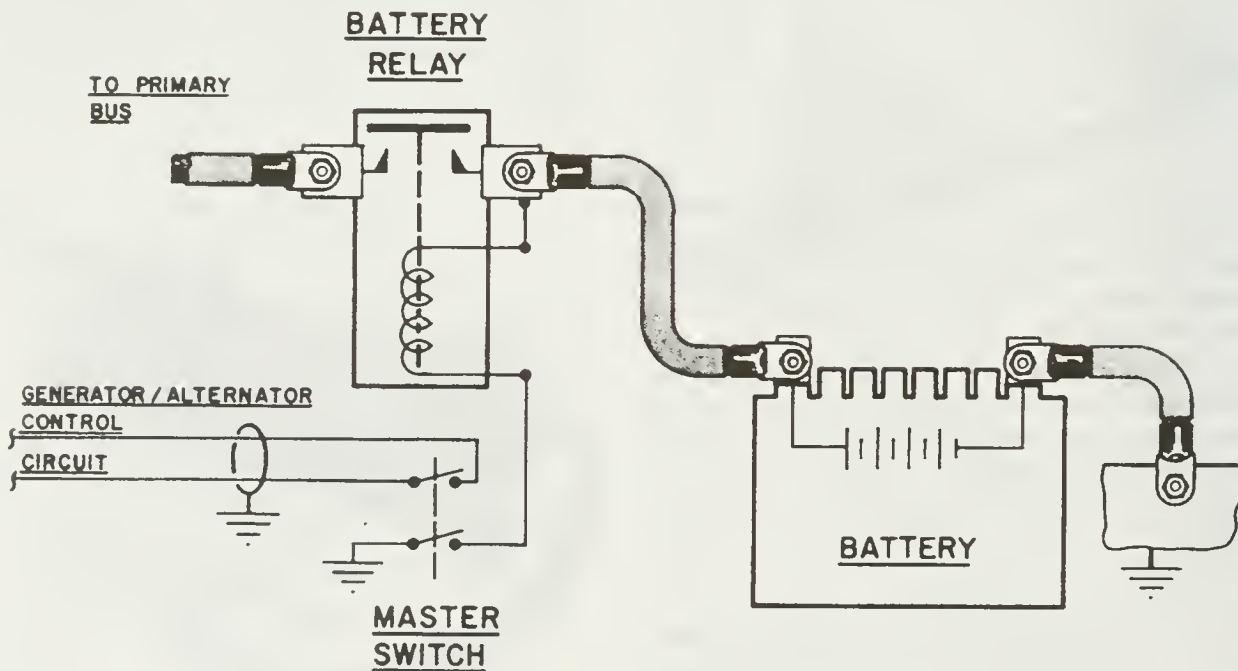 BATTERY
RELAY
TO PRIMARY
BUS
GENERATOR/ALTERNATOR
CONTROL
CIRCUIT
BATTERY
MASTER
SWITCH